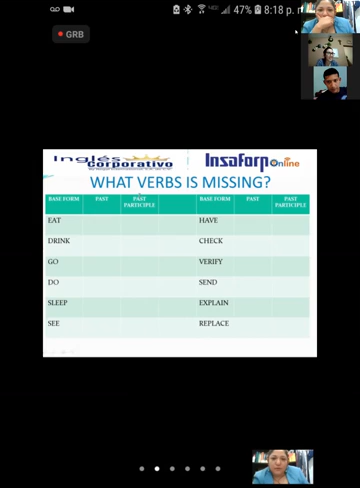 47% 8:18 p. r
GRB
Inglés Corporativo
Insaforp Online
WHAT VERBS IS MISSING?
BASE FORM PAST PAST PARTICIPLE BASE FORM PAST PAST PARTICIPLE
EAT HAVE
DRINK CHECK
GO VERIFY
DO SEND
SLEEP EXPLAIN
SEE REPLACE